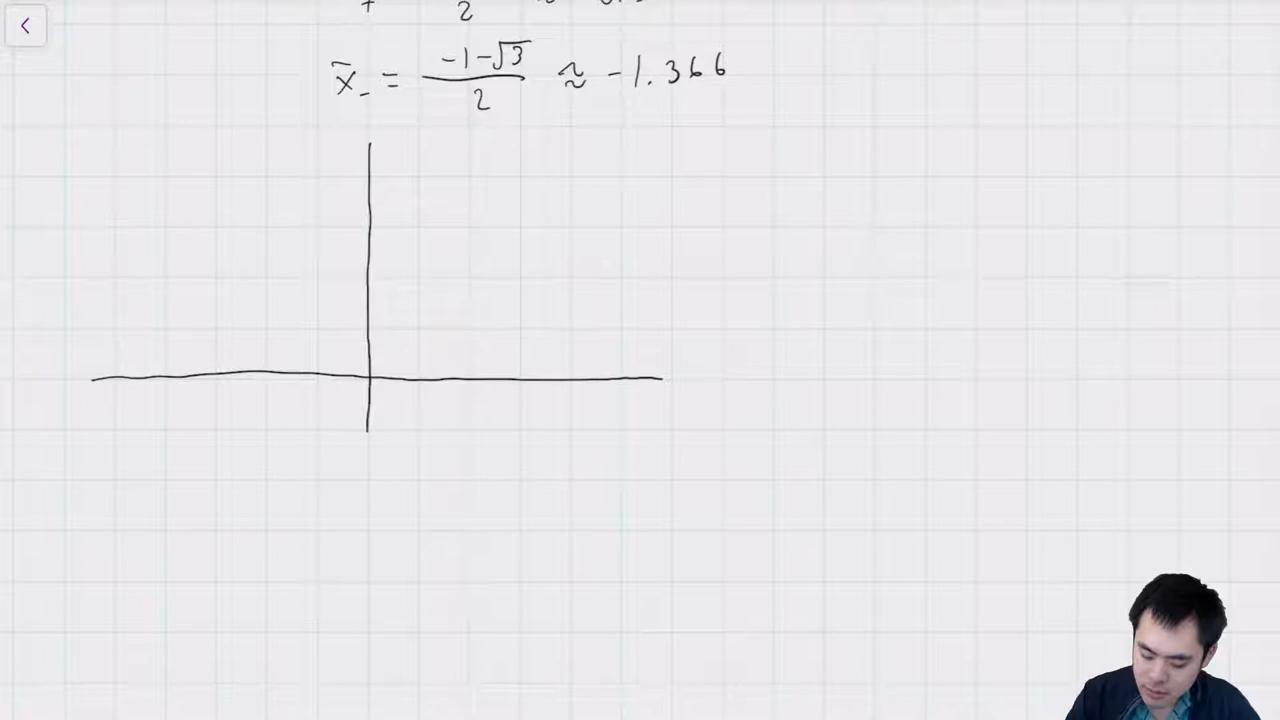 x̄₋ = (-1-√3)/2 ≈ -1.366